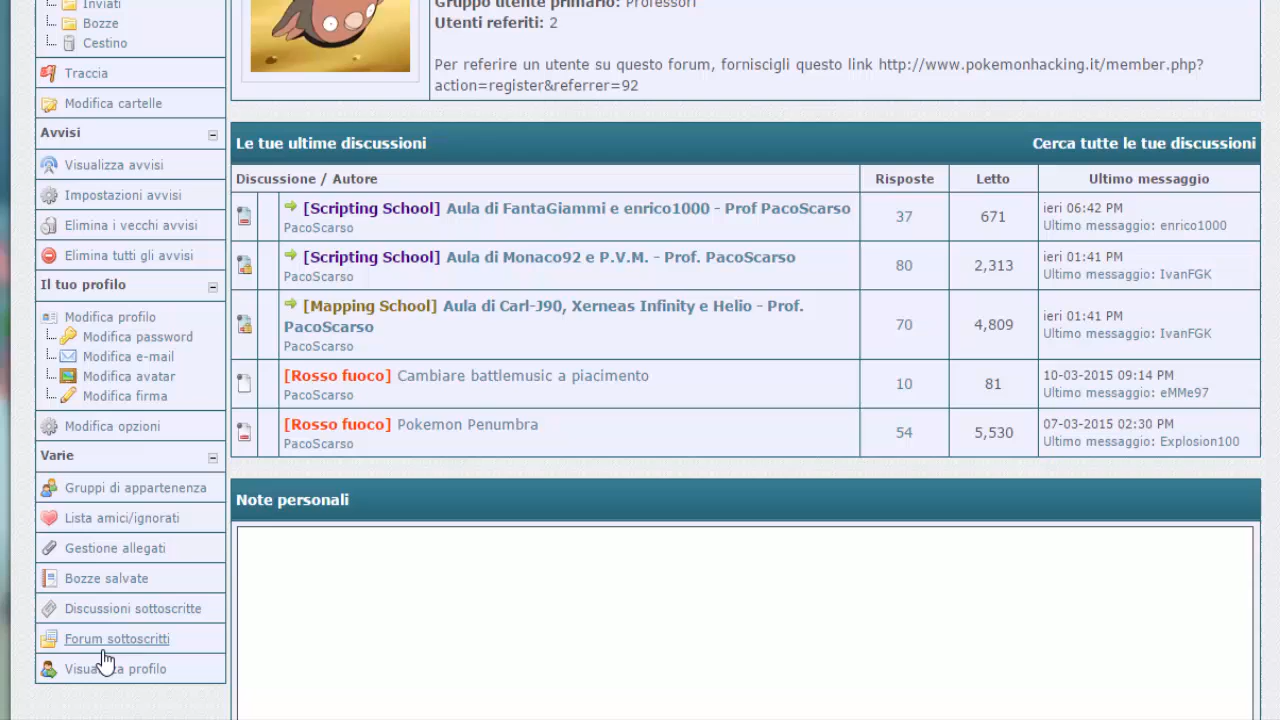 Inviati
Bozze
Cestino
Traccia
Modifica cartelle
Avvisi
Visualizza avvisi
Impostazioni avvisi
Elimina i vecchi avvisi
Elimina tutti gli avvisi
Il tuo profilo
Modifica profilo
Modifica password
Modifica e-mail
Modifica avatar
Modifica firma
Modifica opzioni
Varie
Gruppi di appartenenza
Lista amici/ignorati
Gestione allegati
Bozze salvate
Discussioni sottoscritte
Forum sottoscritti
Visualizza profilo
Gruppo utente primario: Professori
Utenti referiti: 2
Per referire un utente su questo forum, forniscigli questo link http://www.pokemonhacking.it/member.php?
action=register&referrer=92
Le tue ultime discussioni Cerca tutte le tue discussioni
Discussione / Autore Risposte Letto Ultimo messaggio
[Scripting School] Aula di FantaGiammi e enrico1000 - Prof PacoScarso 37 671 ieri 06:42 PM
PacoScarso Ultimo messaggio: enrico1000
[Scripting School] Aula di Monaco92 e P.V.M. - Prof. PacoScarso 80 2,313 ieri 01:41 PM
PacoScarso Ultimo messaggio: IvanFGK
[Mapping School] Aula di Carl-J90, Xerneas Infinity e Helio - Prof. 70 4,809 ieri 01:41 PM
PacoScarso Ultimo messaggio: IvanFGK
PacoScarso
[Rosso fuoco] Cambiare battlemusic a piacimento 10 81 10-03-2015 09:14 PM
PacoScarso Ultimo messaggio: eMMe97
[Rosso fuoco] Pokemon Penumbra 54 5,530 07-03-2015 02:30 PM
PacoScarso Ultimo messaggio: Explosion100
Note personali